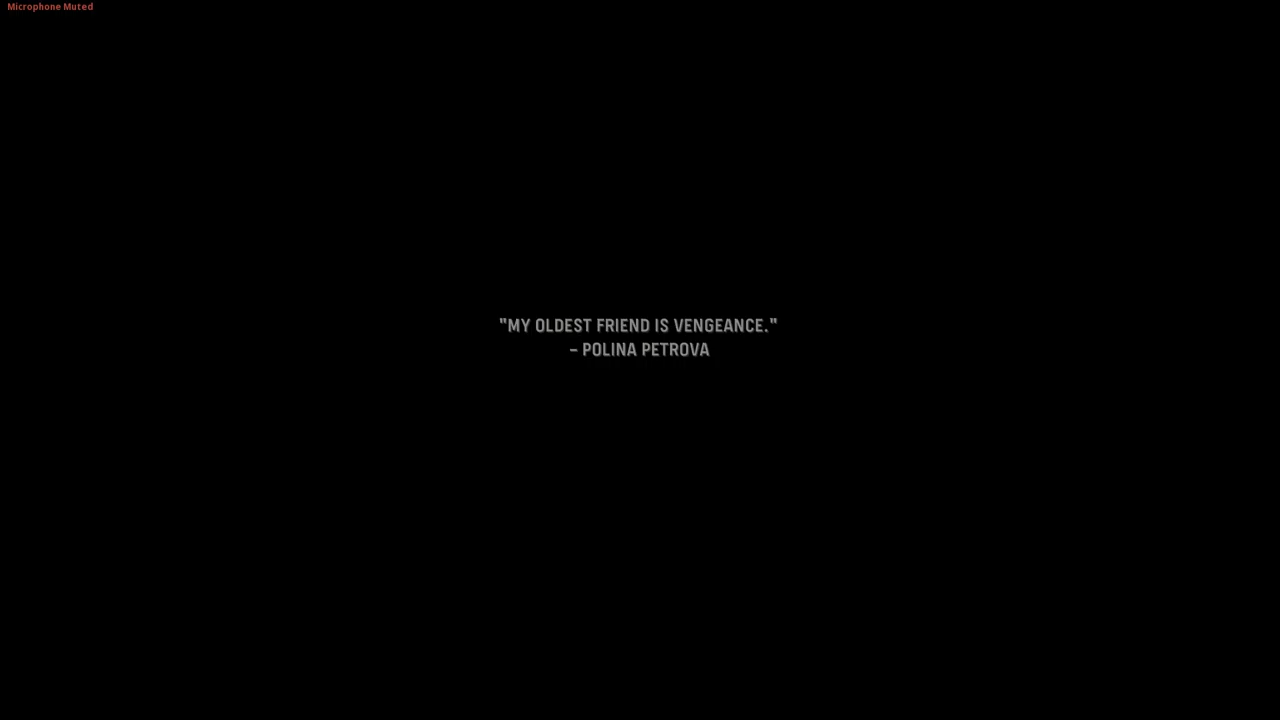 Microphone Muted
"MY OLDEST FRIEND IS VENGEANCE."
- POLINA PETROVA